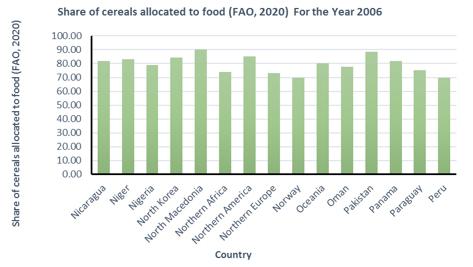 Share of cereals allocated to food (FAO, 2020)  For the Year 2006
Share of cereals allocated to food (FAO, 2020)
100.00
90.00
80.00
70.00
60.00
50.00
40.00
30.00
20.00
10.00
0.00
Nicaragua
Niger
Nigeria
North Korea
North Macedonia
Northern Africa
Northern America
Northern Europe
Norway
Oceania
Oman
Pakistan
Panama
Paraguay
Peru
Country